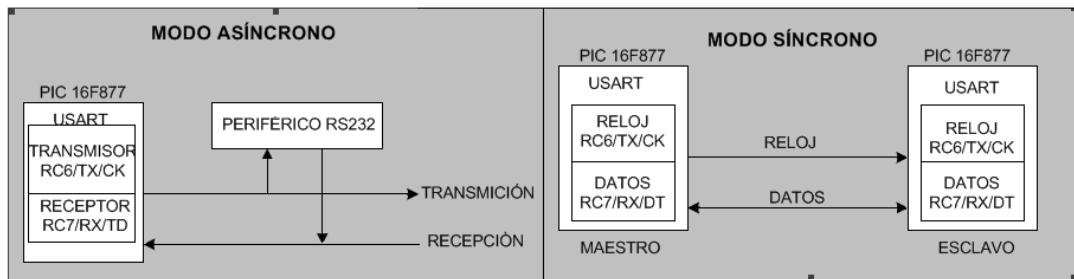 MODO ASÍNCRONO
PIC 16F877
USART
TRANSMISOR
RC6/TX/CK
RECEPTOR
RC7/RX/TD
PERIFÉRICO RS232
TRANSMICIÓN
RECEPCIÒN
MODO SÍNCRONO
PIC 16F877
USART
RELOJ
RC6/TX/CK
DATOS
RC7/RX/DT
MAESTRO
RELOJ
DATOS
PIC 16F877
USART
RELOJ
RC6/TX/CK
DATOS
RC7/RX/DT
ESCLAVO